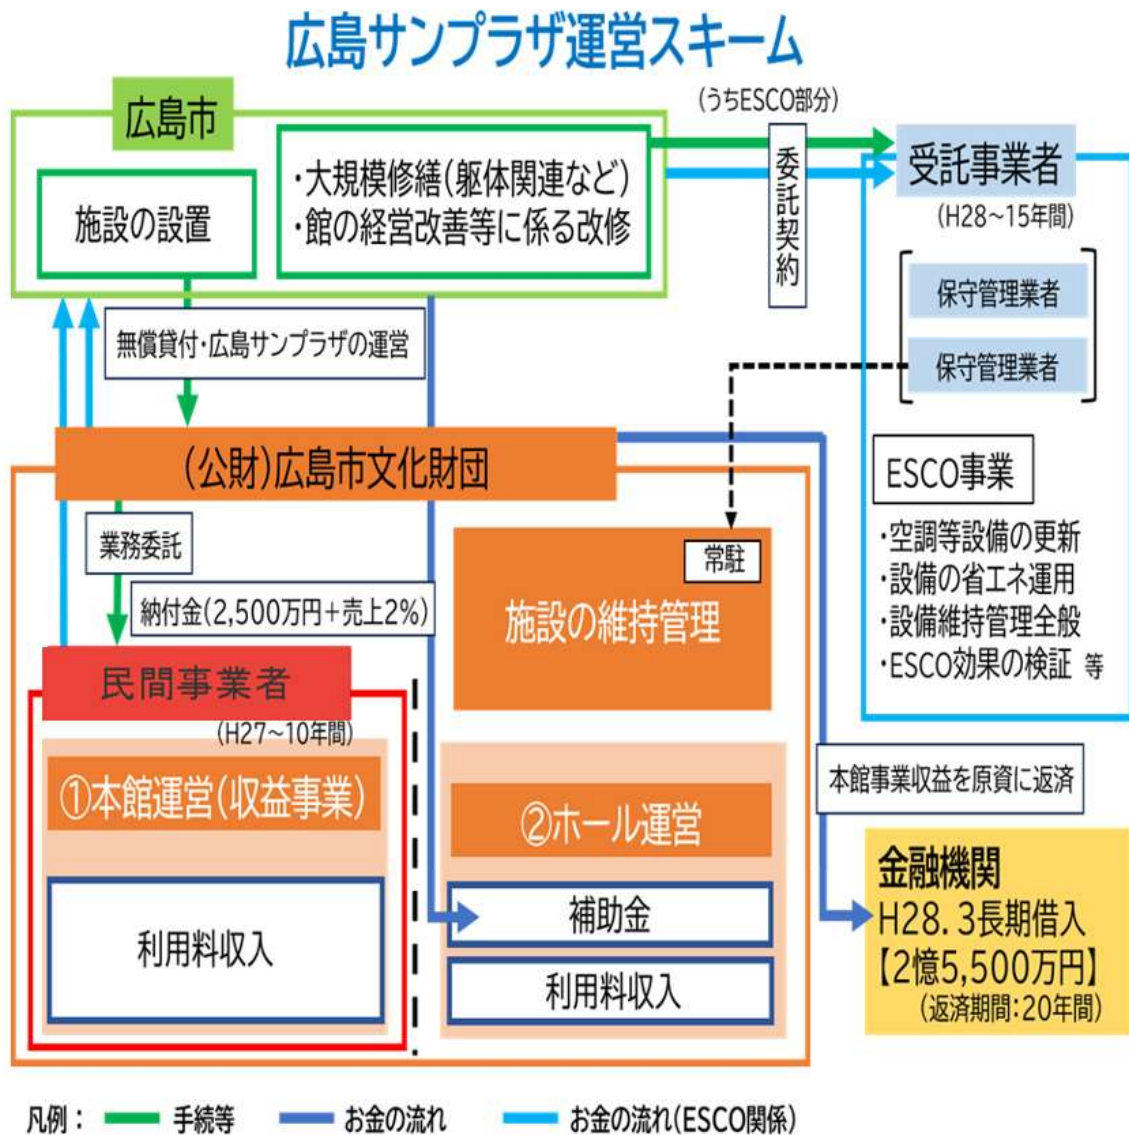 広島サンプラザ運営スキーム
広島市
(うちESCO部分)
施設の設置
・大規模修繕(躯体関連など)
・館の経営改善等に係る改修
委託契約
受託事業者
(H28~15年間)
保守管理業者
保守管理業者
無償貸付・広島サンプラザの運営
(公財)広島市文化財団
ESCO事業
・空調等設備の更新
・設備の省エネ運用
・設備維持管理全般
・ESCO効果の検証 等
業務委託
納付金(2,500万円+売上2%)
常駐
施設の維持管理
民間事業者
(H27~10年間)
①本館運営(収益事業)
利用料収入
②ホール運営
補助金
利用料収入
本館事業収益を原資に返済
金融機関
H28.3長期借入
【2憶5,500万円】
(返済期間:20年間)
凡例: 手続等 お金の流れ お金の流れ(ESCO関係)